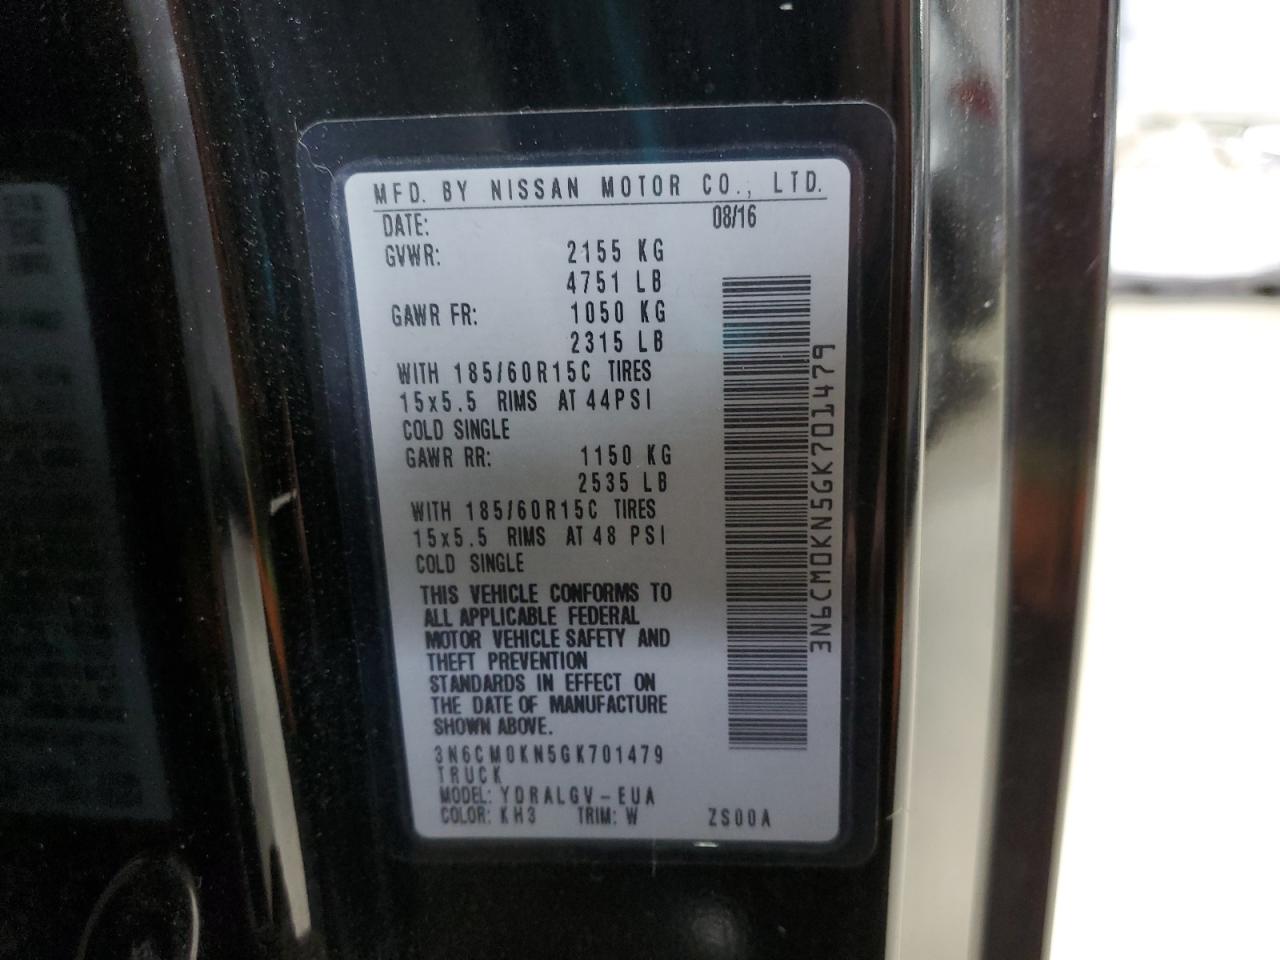 MFD. BY NISSAN MOTOR CO., LTD.
DATE: 08/16
GVWR: 2155 KG
4751 LB
GAWR FR: 1050 KG
2315 LB
WITH 185/60R15C TIRES
15x5.5 RIMS AT 44PSI
COLD SINGLE
GAWR RR: 1150 KG
2535 LB
WITH 185/60R15C TIRES
15x5.5 RIMS AT 48 PSI
COLD SINGLE
THIS VEHICLE CONFORMS TO
ALL APPLICABLE FEDERAL
MOTOR VEHICLE SAFETY AND
THEFT PREVENTION
STANDARDS IN EFFECT ON
THE DATE OF MANUFACTURE
SHOWN ABOVE.
3N6CM0KN5GK701479
TRUCK
MODEL: YDRALGV-EUA
COLOR: KH3 TRIM: W ZS00A
3N6CM0KN5GK701479